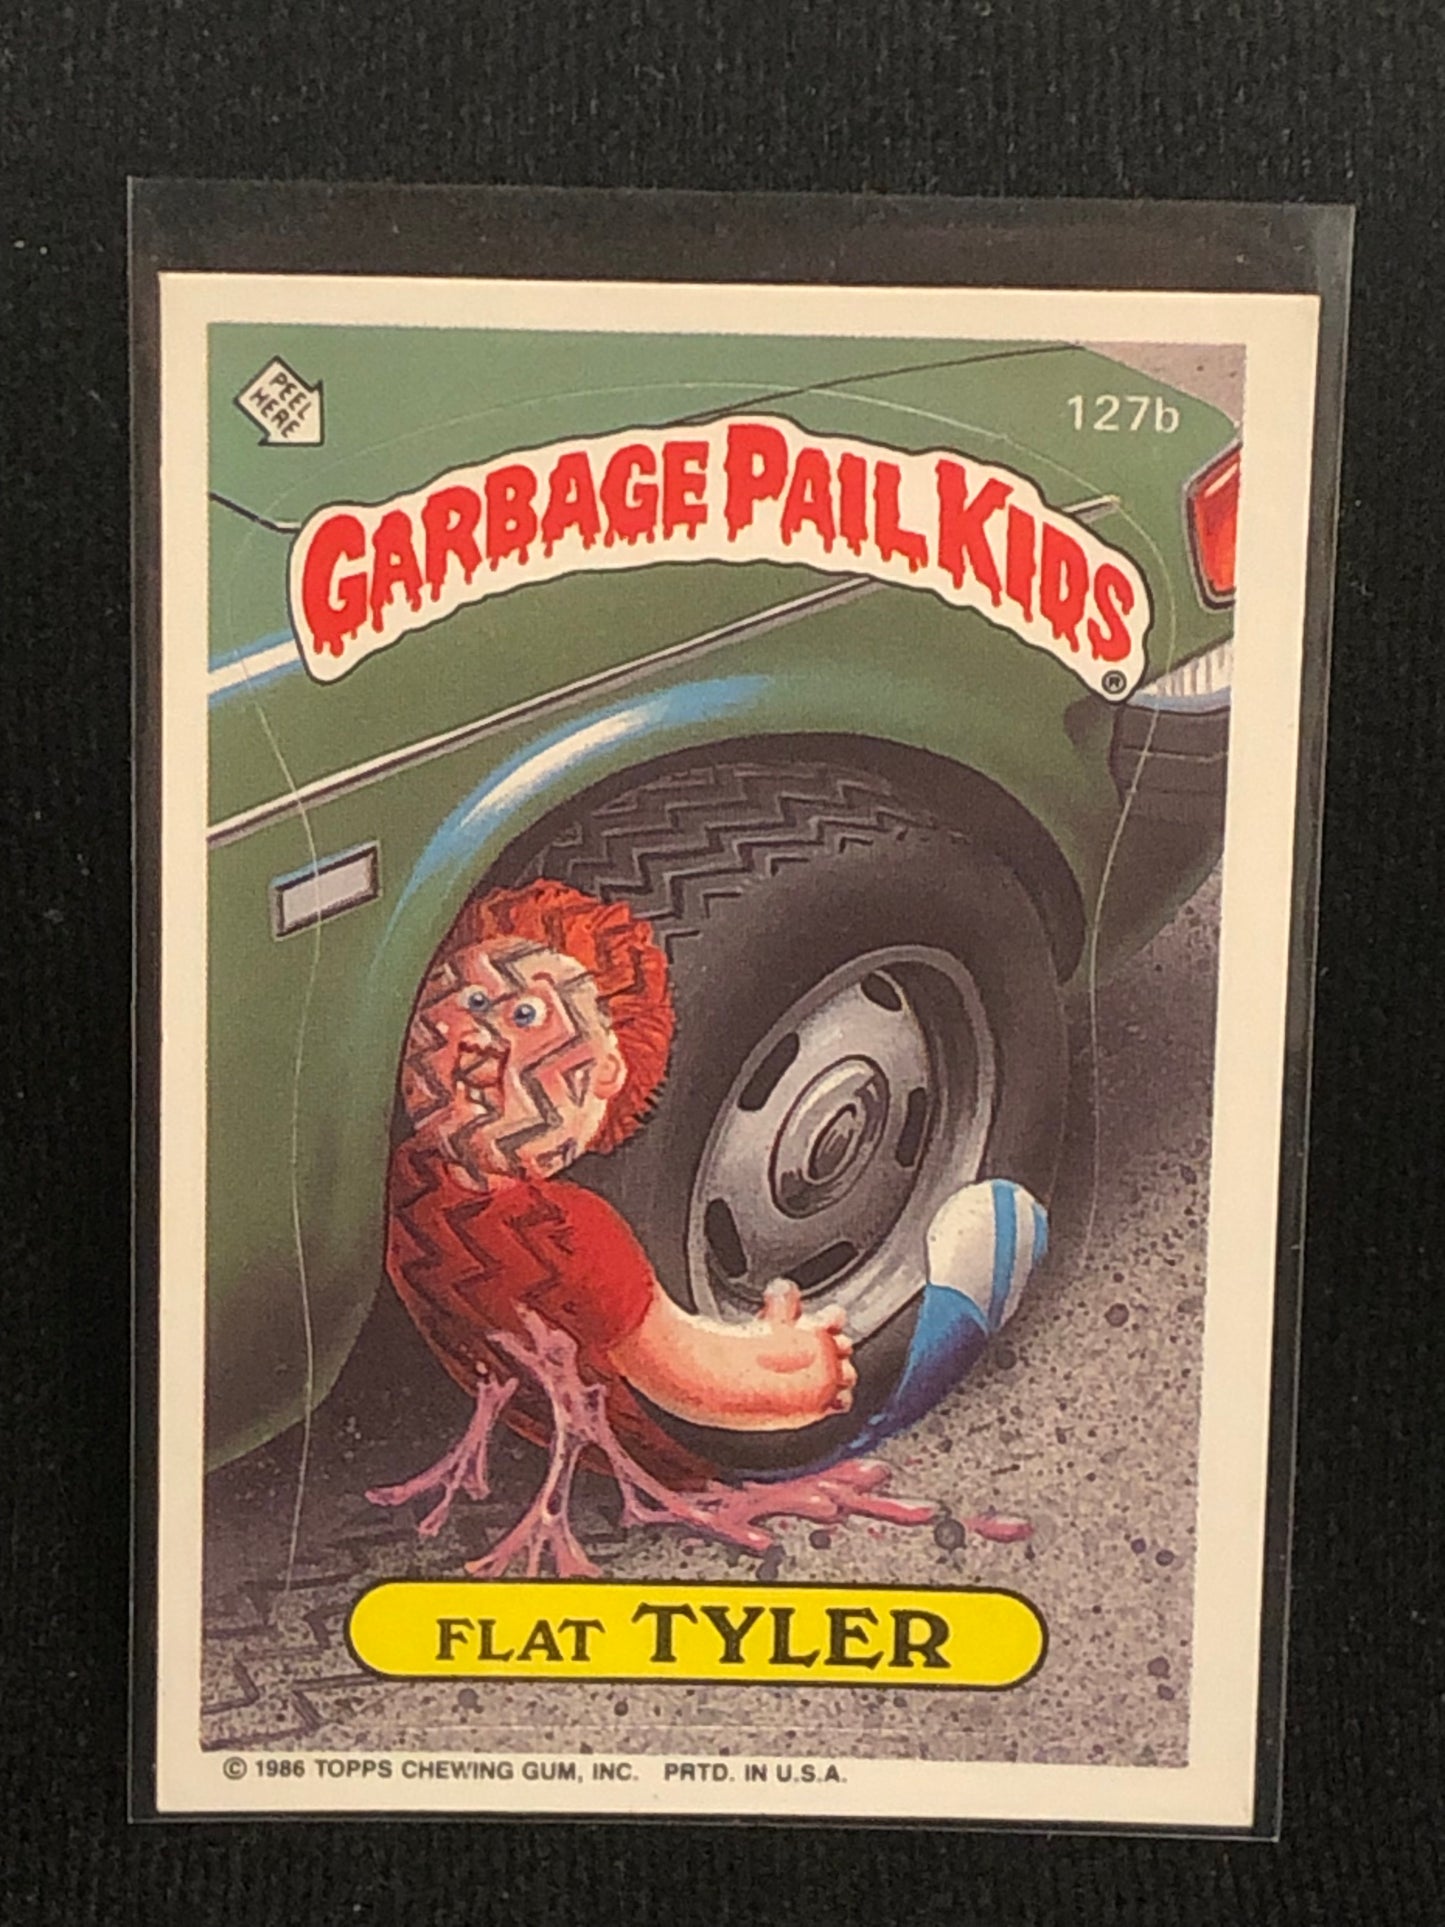 PEEL
HERE
127b
GARBAGE PAIL KIDS
®
FLAT TYLER
© 1986 TOPPS CHEWING GUM, INC. PRTD. IN U.S.A.